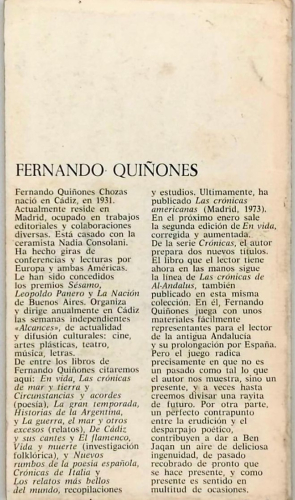 FERNANDO QUIÑONES
Fernando Quiñones Chozas
nació en Cádiz, en 1931.
Actualmente reside en
Madrid, ocupado en trabajos
editoriales y colaboraciones
diversas. Está casado con la
ceramista Nadia Consolani.
Ha hecho giras de
conferencias y lecturas por
Europa y ambas Américas.
Le han sido concedidos
los premios Sésamo,
Leopoldo Panero y La Nación
de Buenos Aires. Organiza
y dirige anualmente en Cádiz
las semanas independientes
«Alcances», de actualidad
y difusión culturales: cine,
artes plásticas, teatro,
música, letras.
De entre los libros de
Fernando Quiñones citaremos
aquí: En vida, Las crónicas
de mar y tierra y
Circunstancias y acordes
(poesía). La gran temporada,
Historias de la Argentina,
y La guerra, el mar y otros
excesos (relatos), De Cádiz
y sus cantes y El flamenco,
Vida y muerte (investigación
folklórica), y Nuevos
rumbos de la poesía española,
Crónicas de Italia y
Los relatos más bellos
del mundo, recopilaciones
y estudios. Ultimamente, ha
publicado Las crónicas
americanas (Madrid, 1973).
En el próximo enero sale
la segunda edición de En vida,
corregida y aumentada.
De la serie Crónicas, el autor
prepara dos nuevos títulos.
El libro que el lector tiene
ahora en las manos sigue
la línea de Las crónicas de
Al-Andalus, también
publicado en esta misma
colección. En él, Fernando
Quiñones juega con unos
materiales fácilmente
representantes para el lector
de la antigua Andalucía
y su prolongación por España.
Pero el juego radica
precisamente en que no es
un pasado como tal lo que
el autor nos muestra, sino un
presente, y a veces hasta
creemos divisar una rayita
de futuro. Por otra parte,
un perfecto contrapunto
entre la erudición y el
desparpajo poético,
contribuyen a dar a Ben
Jaqan un aire de deliciosa
ingenuidad, de pasado
recobrado de pronto que
se hace presente, y como
presente es sentido en
multitud de ocasiones.